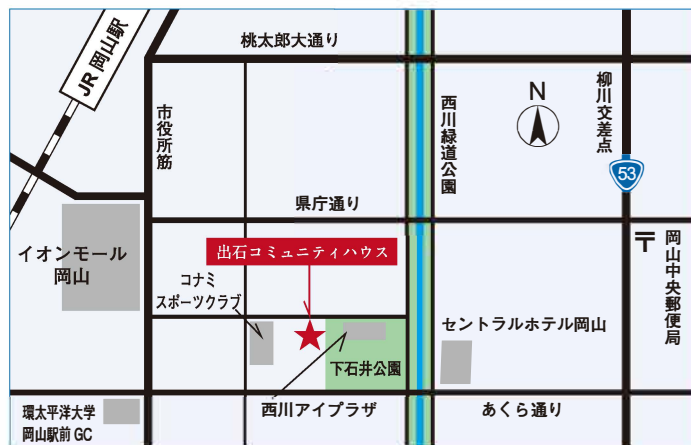 桃太郎大通り
JR 岡山駅
市役所筋
西川緑道公園
N
柳川交差点
53
県庁通り
イオンモール
岡山
出石コミュニティハウス
コナミ
スポーツクラブ
〒
岡山中央郵便局
セントラルホテル岡山
下石井公園
西川アイプラザ
あくら通り
環太平洋大学
岡山駅前 GC